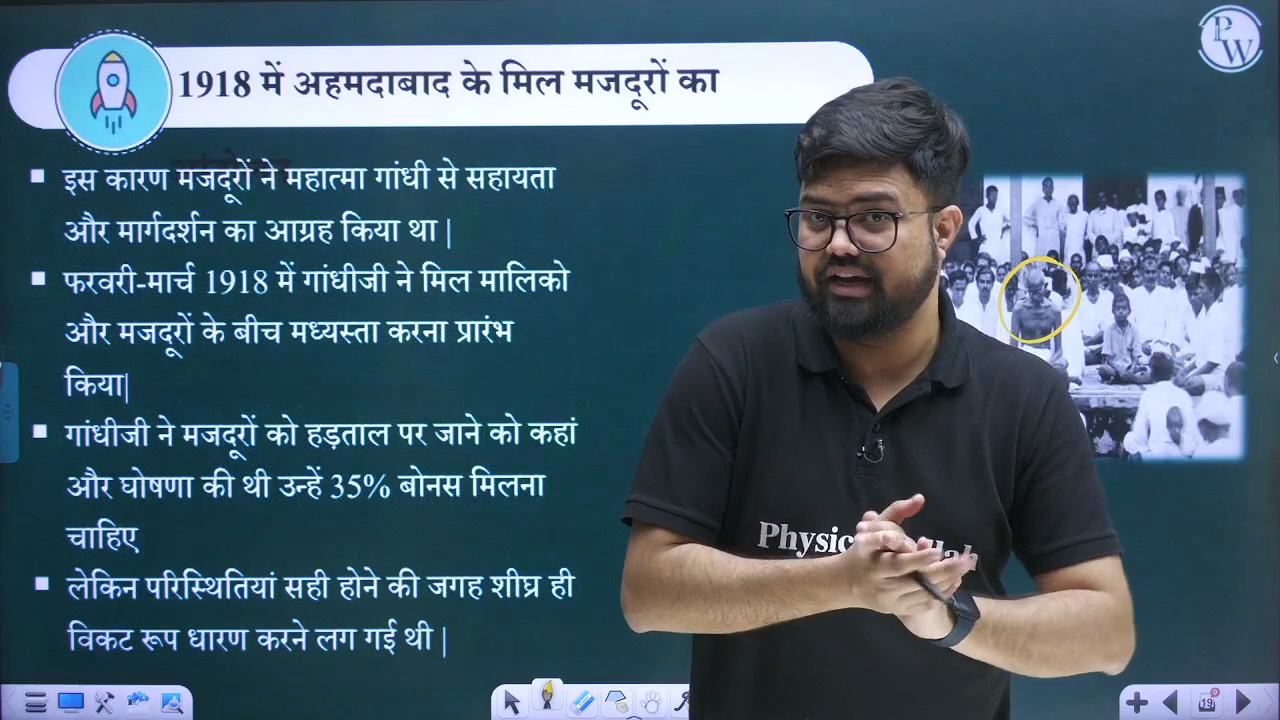 1918 में अहमदाबाद के मिल मजदूरों का
इस कारण मजदूरों ने महात्मा गांधी से सहायता
और मार्गदर्शन का आग्रह किया था |
फरवरी-मार्च 1918 में गांधीजी ने मिल मालिको
और मजदूरों के बीच मध्यस्ता करना प्रारंभ
किया|
गांधीजी ने मजदूरों को हड़ताल पर जाने को कहां
और घोषणा की थी उन्हें 35% बोनस मिलना
चाहिए
लेकिन परिस्थितियां सही होने की जगह शीघ्र ही
विकट रूप धारण करने लग गई थी |
PW
19